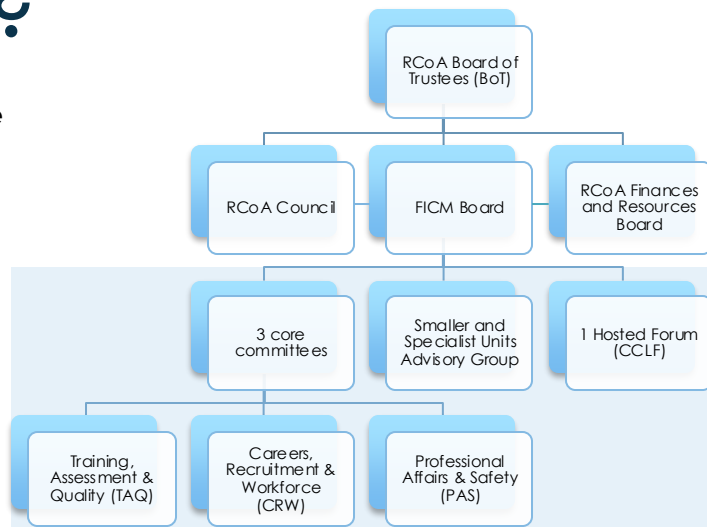 ?
e
RCoA Board of
Trustees (BoT)
RCoA Council
FICM Board
RCoA Finances
and Resources
Board
3 core
committees
Smaller and
Specialist Units
Advisory Group
1 Hosted Forum
(CCLF)
Training,
Assessment &
Quality (TAQ)
Careers,
Recruitment &
Workforce
(CRW)
Professional
Affairs & Safety
(PAS)